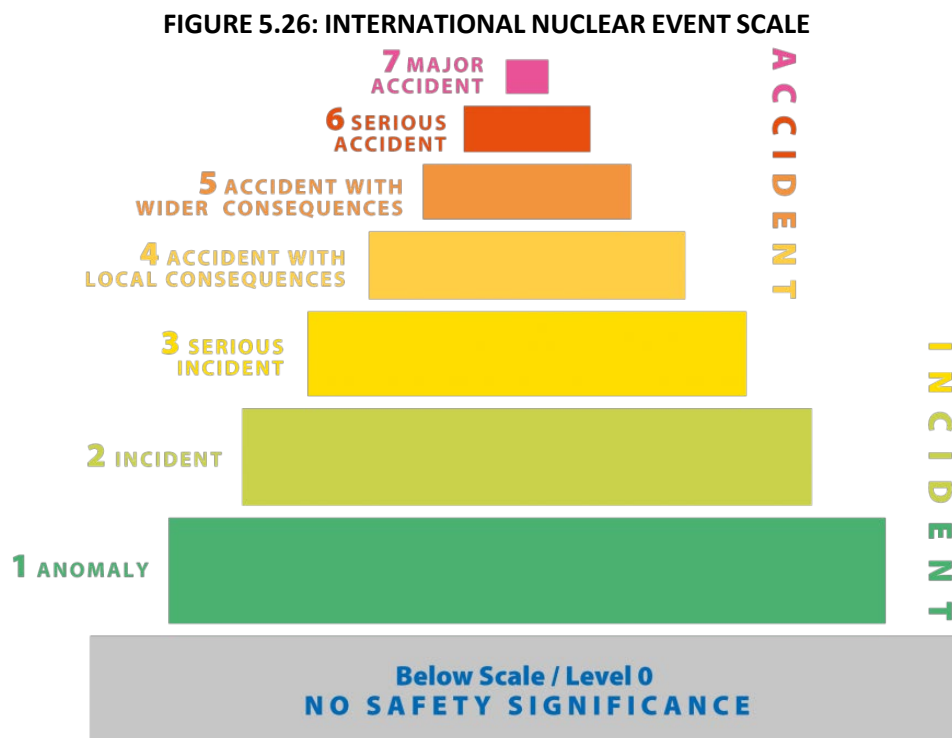 FIGURE 5.26: INTERNATIONAL NUCLEAR EVENT SCALE
7 MAJOR
ACCIDENT
6 SERIOUS
ACCIDENT
5 ACCIDENT WITH
WIDER CONSEQUENCES
4 ACCIDENT WITH
LOCAL CONSEQUENCES
ACCIDENT
3 SERIOUS
INCIDENT
2 INCIDENT
1 ANOMALY
INCIDENT
Below Scale / Level 0
NO SAFETY SIGNIFICANCE